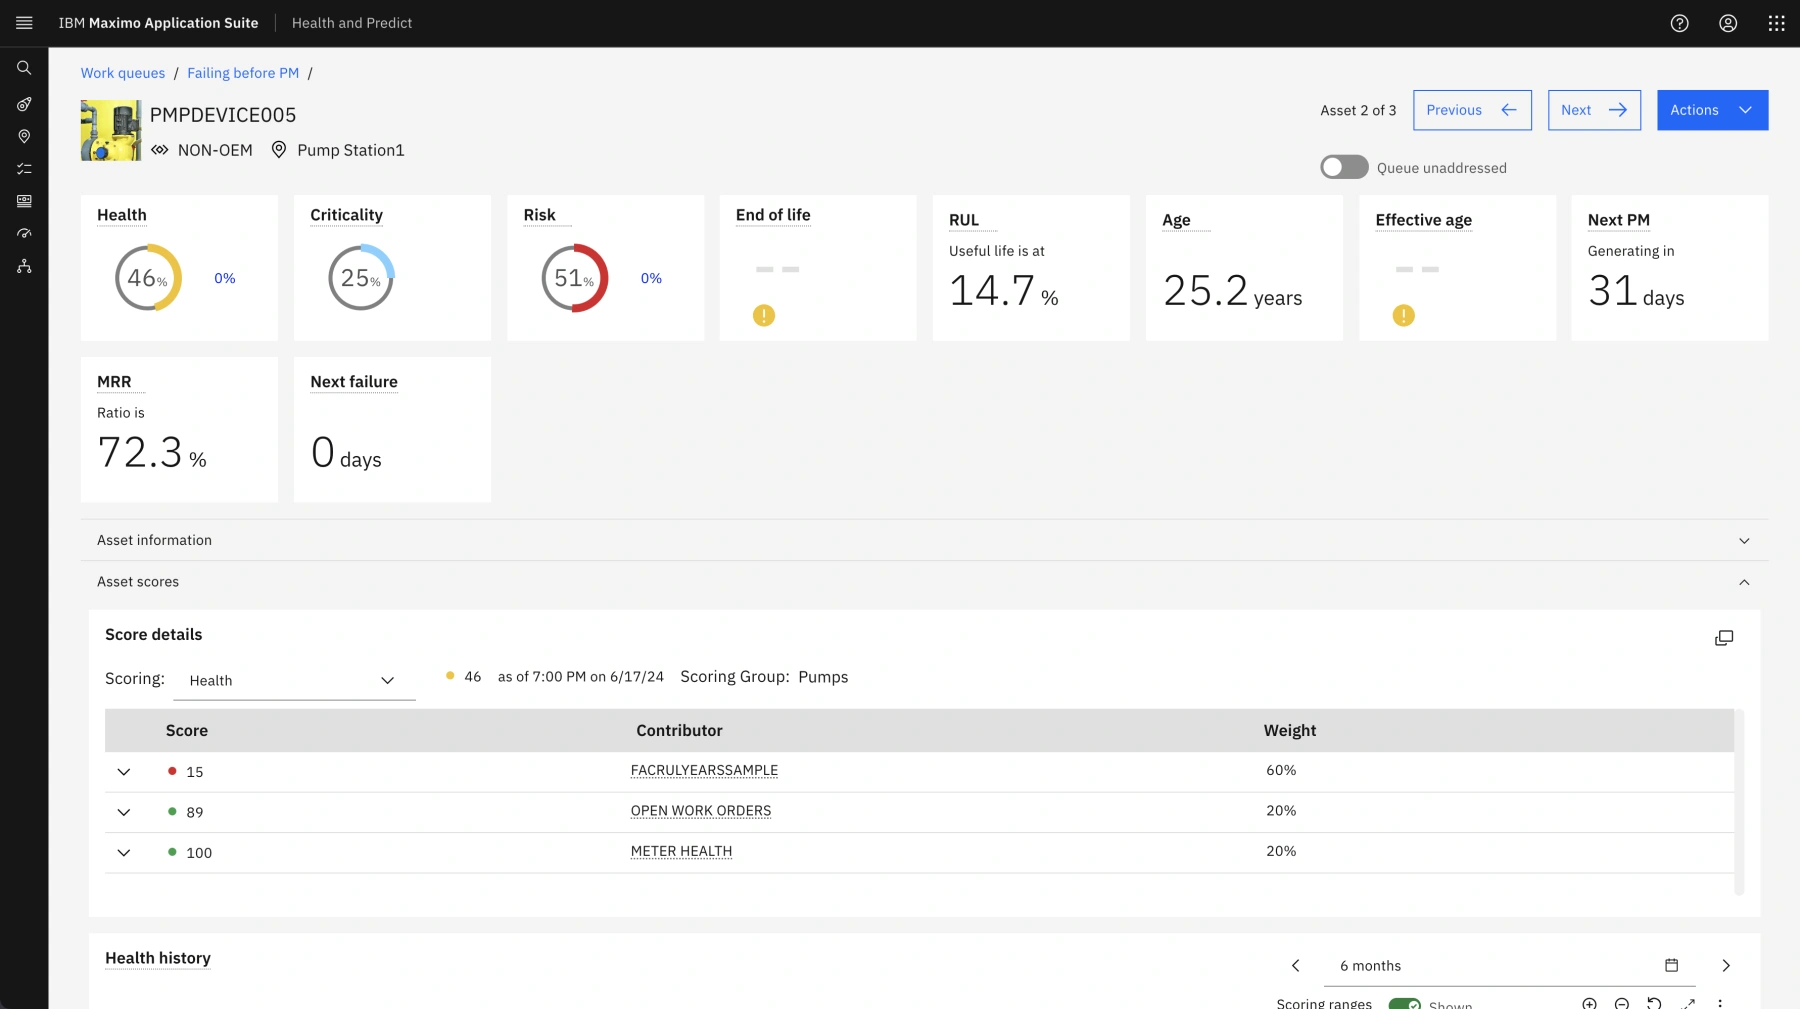 IBM Maximo Application Suite
Health and Predict
Work queues / Failing before PM /
PMPDEVICE005
NON-OEM Pump Station1
Asset 2 of 3
Previous
Next
Actions
Queue unaddressed
Health
46%
0%
Criticality
25%
Risk
51%
0%
End of life
-- 
RUL
Useful life is at
14.7 %
Age
25.2 years
Effective age
--
Next PM
Generating in
31 days
MRR
Ratio is
72.3 %
Next failure
0 days
Asset information
Asset scores
Score details
Scoring: Health
46 as of 7:00 PM on 6/17/24 Scoring Group: Pumps
Score Contributor Weight
15 FACRULYEARSSAMPLE 60%
89 OPEN WORK ORDERS 20%
100 METER HEALTH 20%
Health history
6 months
Scoring ranges Shown